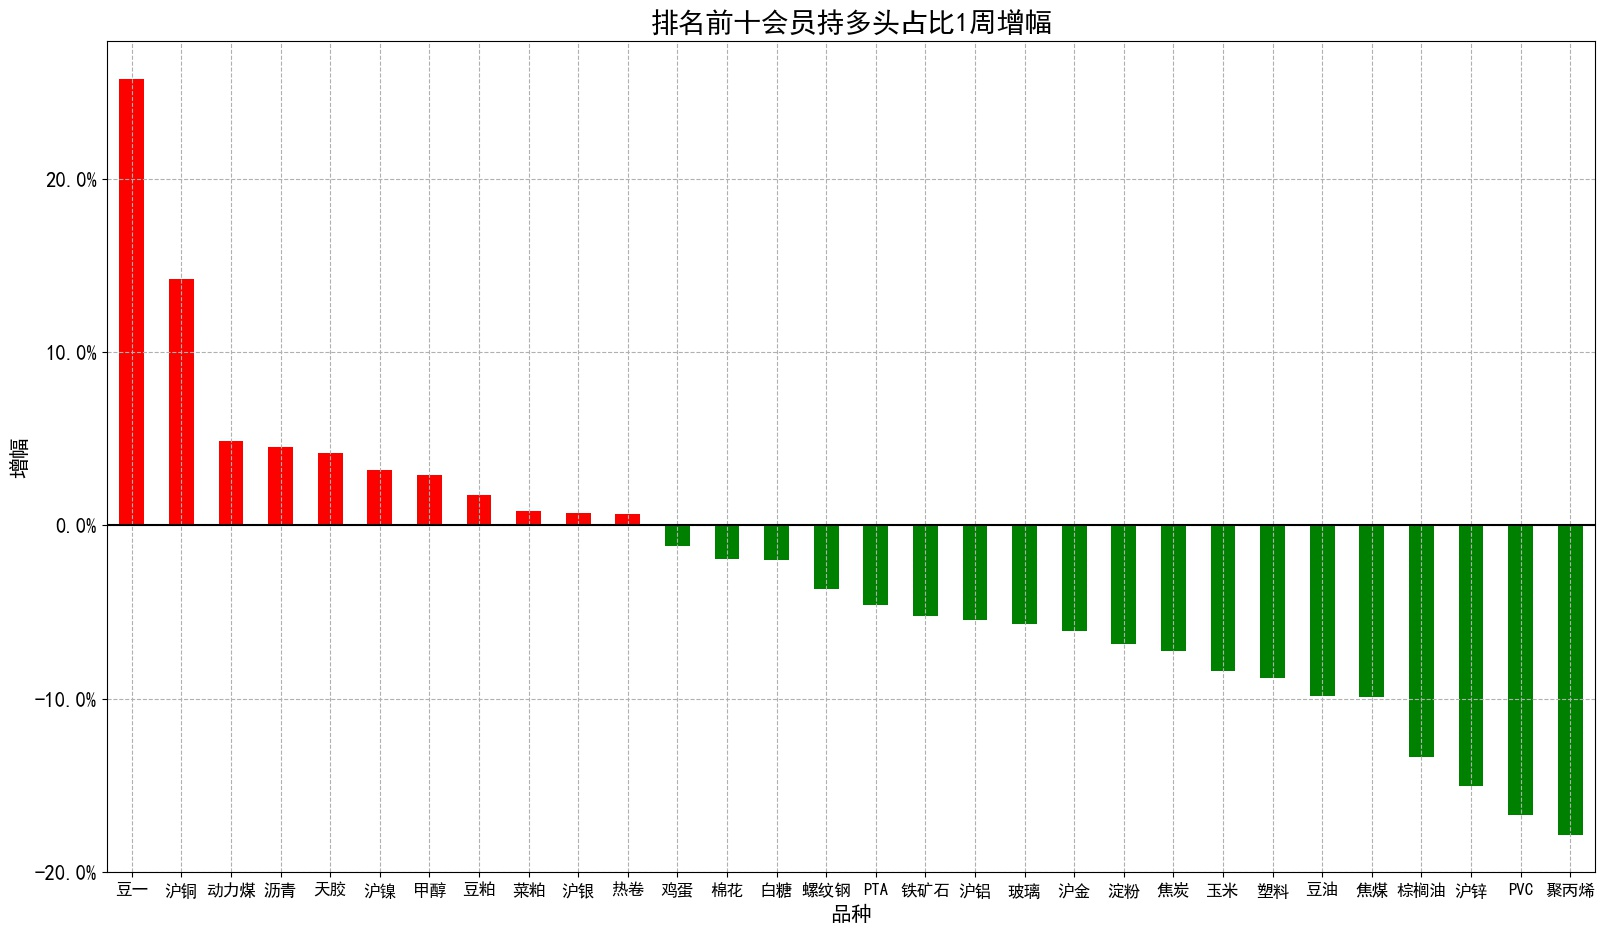 排名前十会员持多头占比1周增幅
增幅
20.0%
10.0%
0.0%
-10.0%
-20.0%
豆一 沪铜 动力煤 沥青 天胶 沪镍 甲醇 豆粕 菜粕 沪银 热卷 鸡蛋 棉花 白糖 螺纹钢 PTA 铁矿石 沪铝 玻璃 沪金 淀粉 焦炭 玉米 塑料 豆油 焦煤 棕榈油 沪锌 PVC 聚丙烯
品种